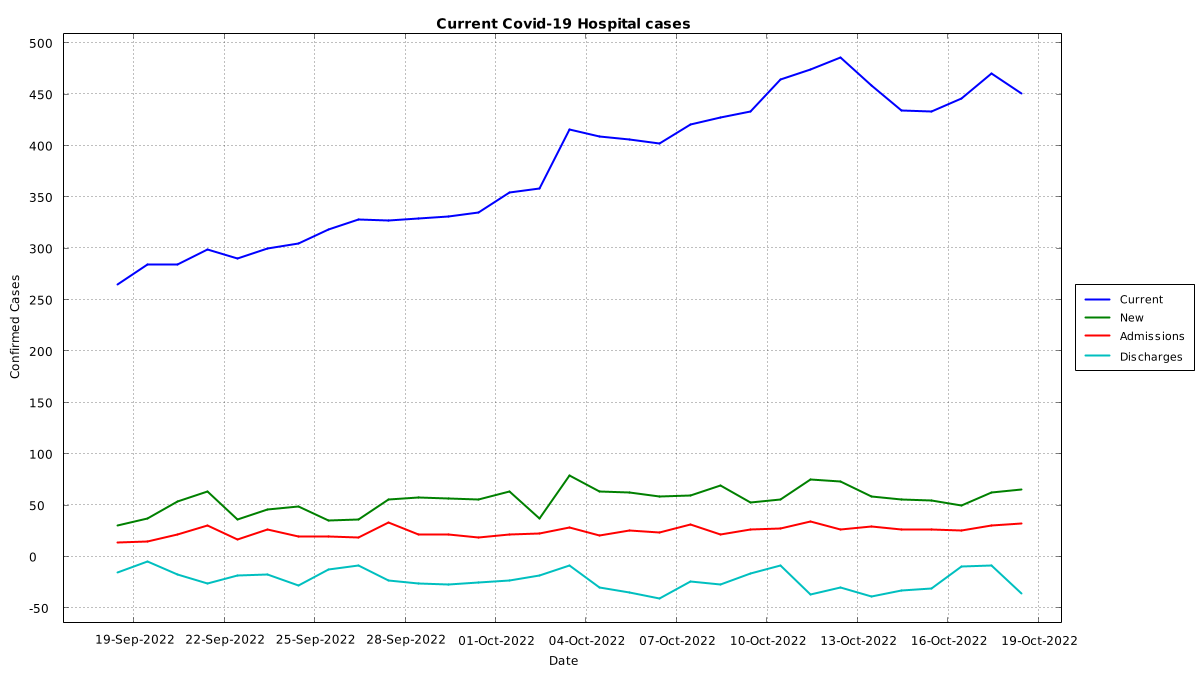 Current Covid-19 Hospital cases
500
450
400
350
300
250
200
150
100
50
0
-50
Confirmed Cases
19-Sep-2022 22-Sep-2022 25-Sep-2022 28-Sep-2022 01-Oct-2022 04-Oct-2022 07-Oct-2022 10-Oct-2022 13-Oct-2022 16-Oct-2022 19-Oct-2022
Date
Current
New
Admissions
Discharges